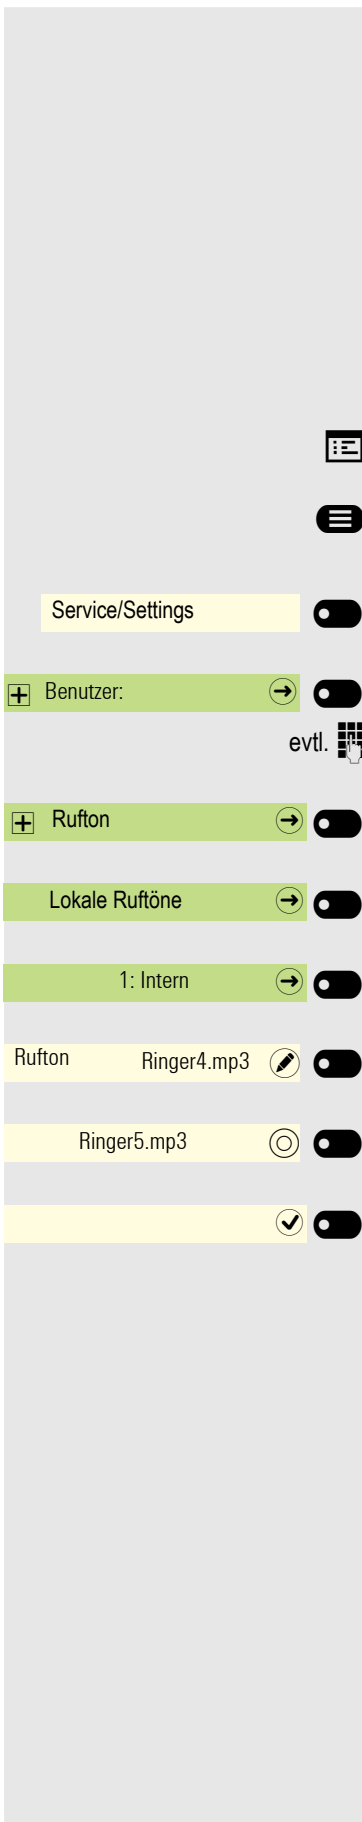 Service/Settings
Benutzer:
evtl.
Rufton
Lokale Ruftöne
1: Intern
Rufton Ringer4.mp3
Ringer5.mp3